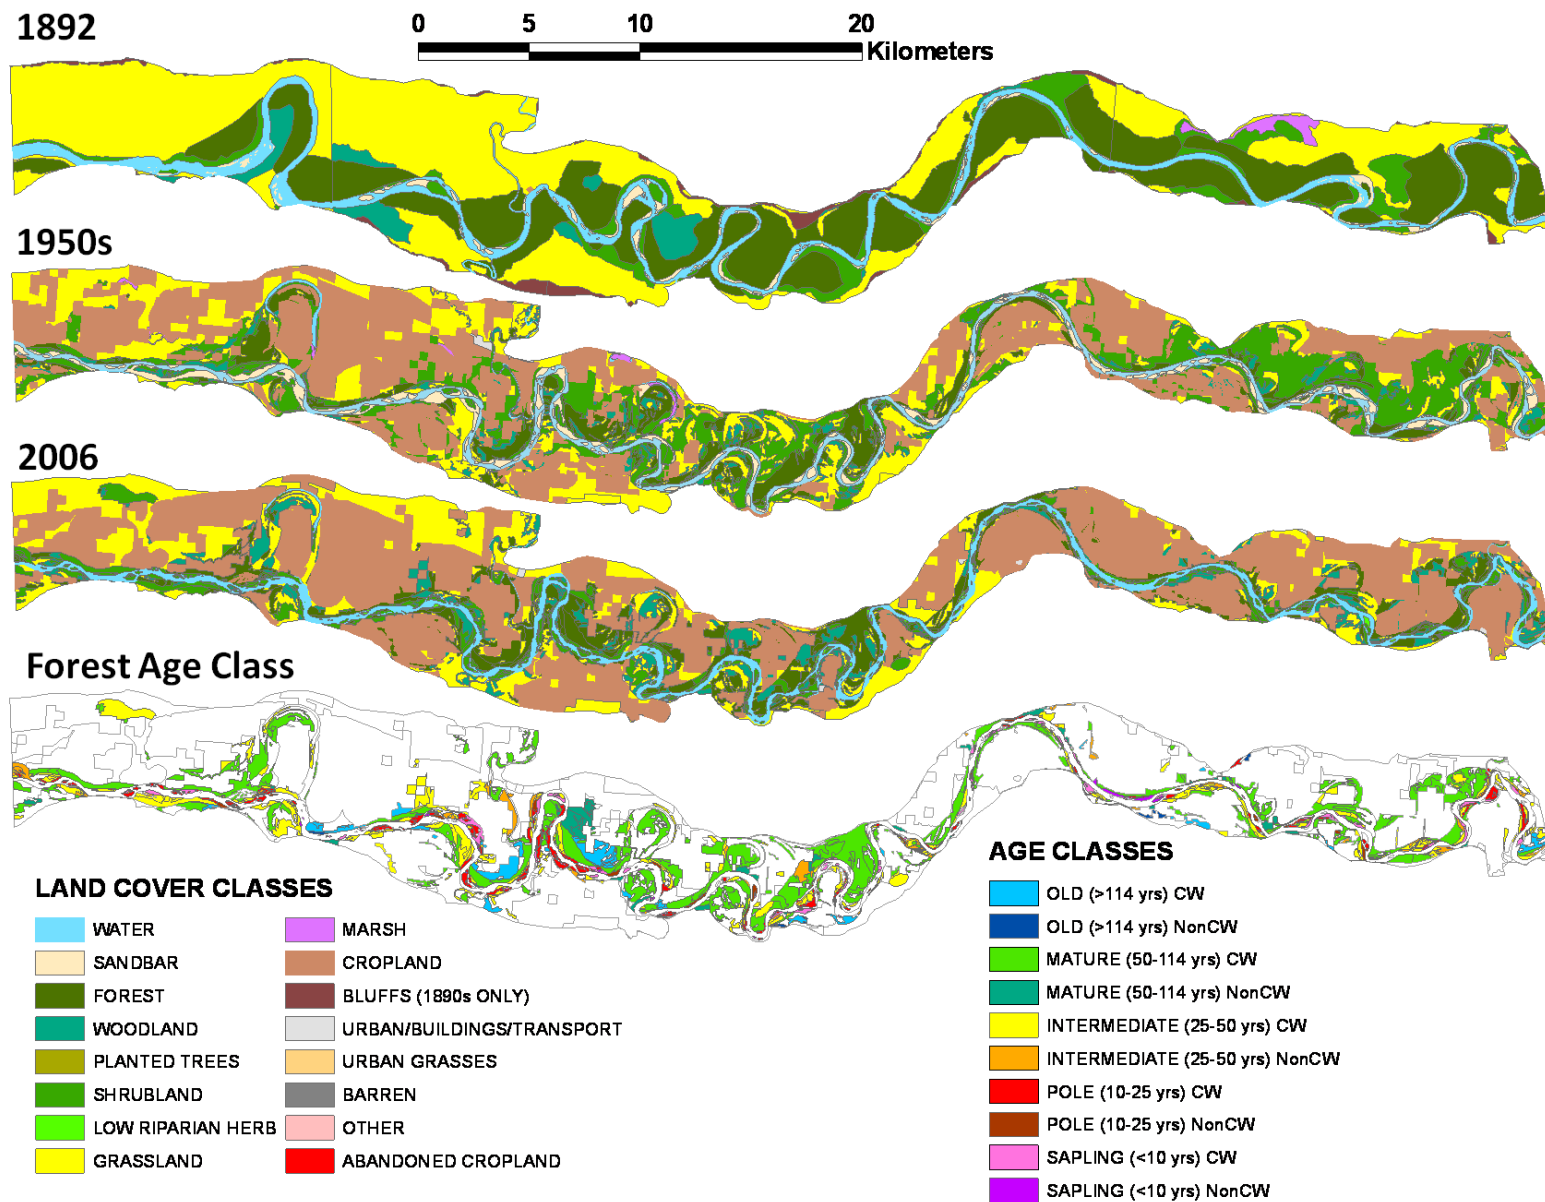 1892
0 5 10 20
Kilometers
1950s
2006
Forest Age Class
LAND COVER CLASSES
WATER
SANDBAR
FOREST
WOODLAND
PLANTED TREES
SHRUBLAND
LOW RIPARIAN HERB
GRASSLAND
MARSH
CROPLAND
BLUFFS (1890s ONLY)
URBAN/BUILDINGS/TRANSPORT
URBAN GRASSES
BARREN
OTHER
ABANDONED CROPLAND
AGE CLASSES
OLD (>114 yrs) CW
OLD (>114 yrs) NonCW
MATURE (50-114 yrs) CW
MATURE (50-114 yrs) NonCW
INTERMEDIATE (25-50 yrs) CW
INTERMEDIATE (25-50 yrs) NonCW
POLE (10-25 yrs) CW
POLE (10-25 yrs) NonCW
SAPLING (<10 yrs) CW
SAPLING (<10 yrs) NonCW